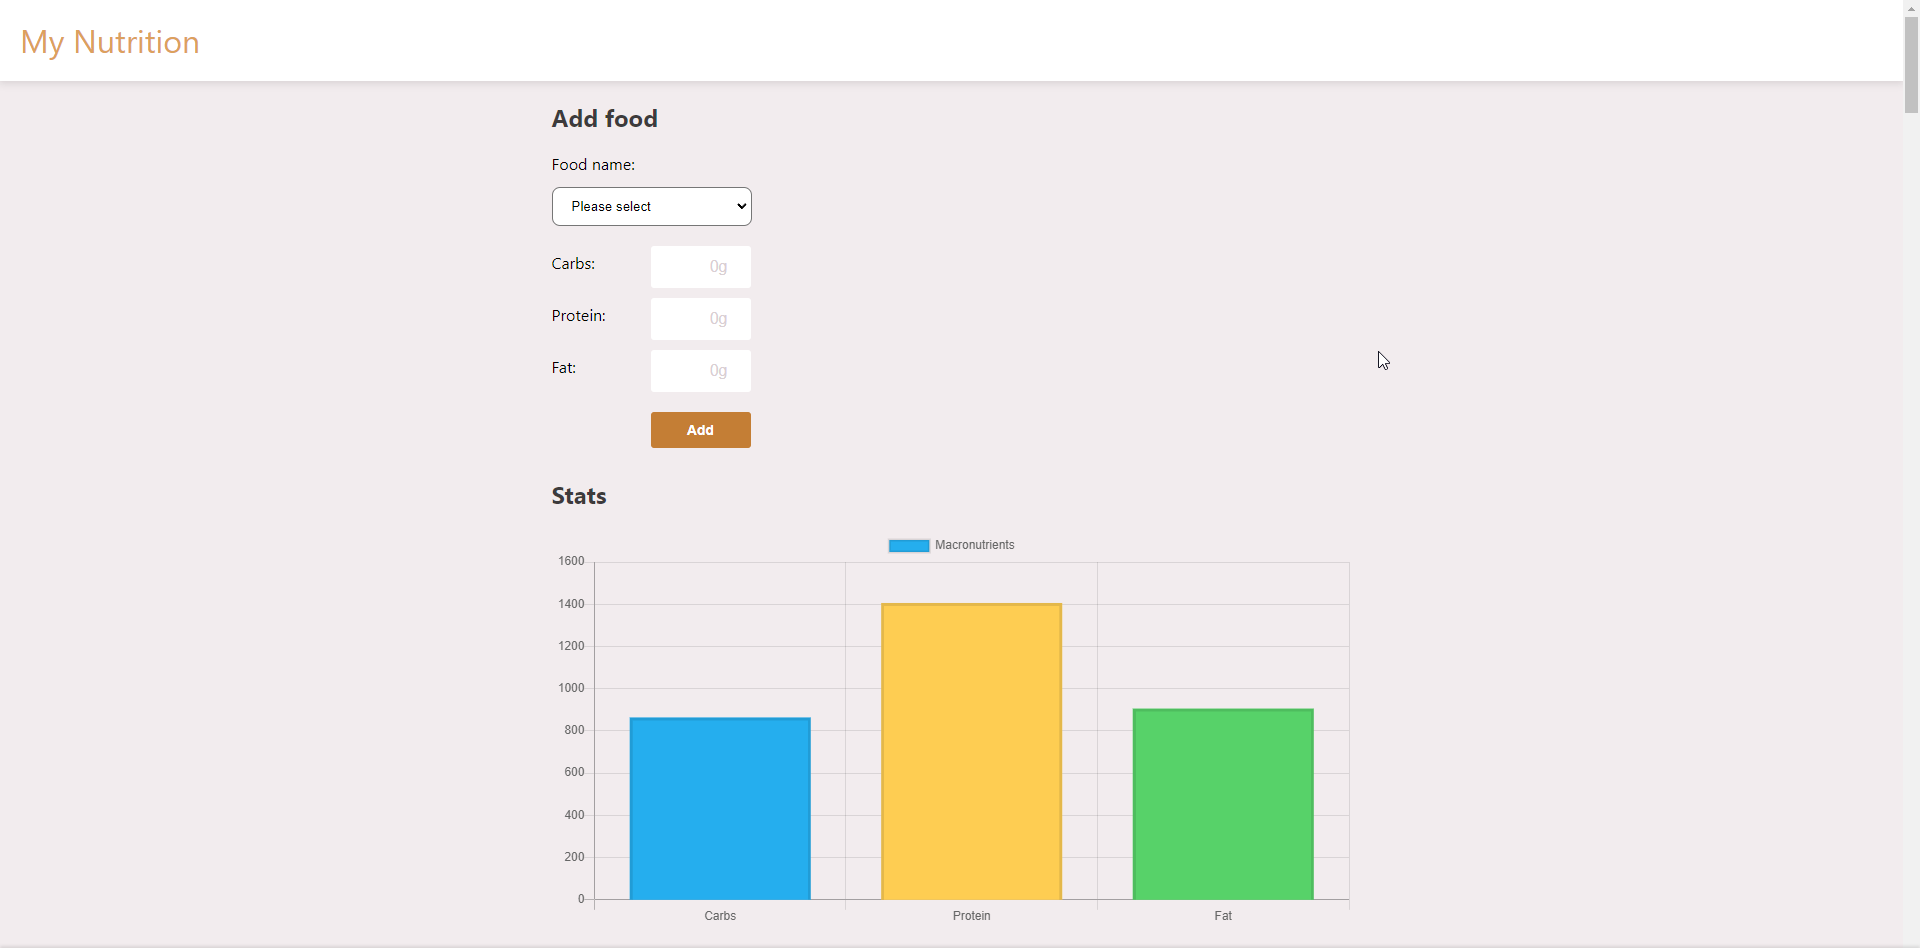 My Nutrition
Add food
Food name:
Please select
Carbs: 0g
Protein: 0g
Fat: 0g
Add
Stats
Macronutrients
1600
1400
1200
1000
800
600
400
200
0
Carbs Protein Fat